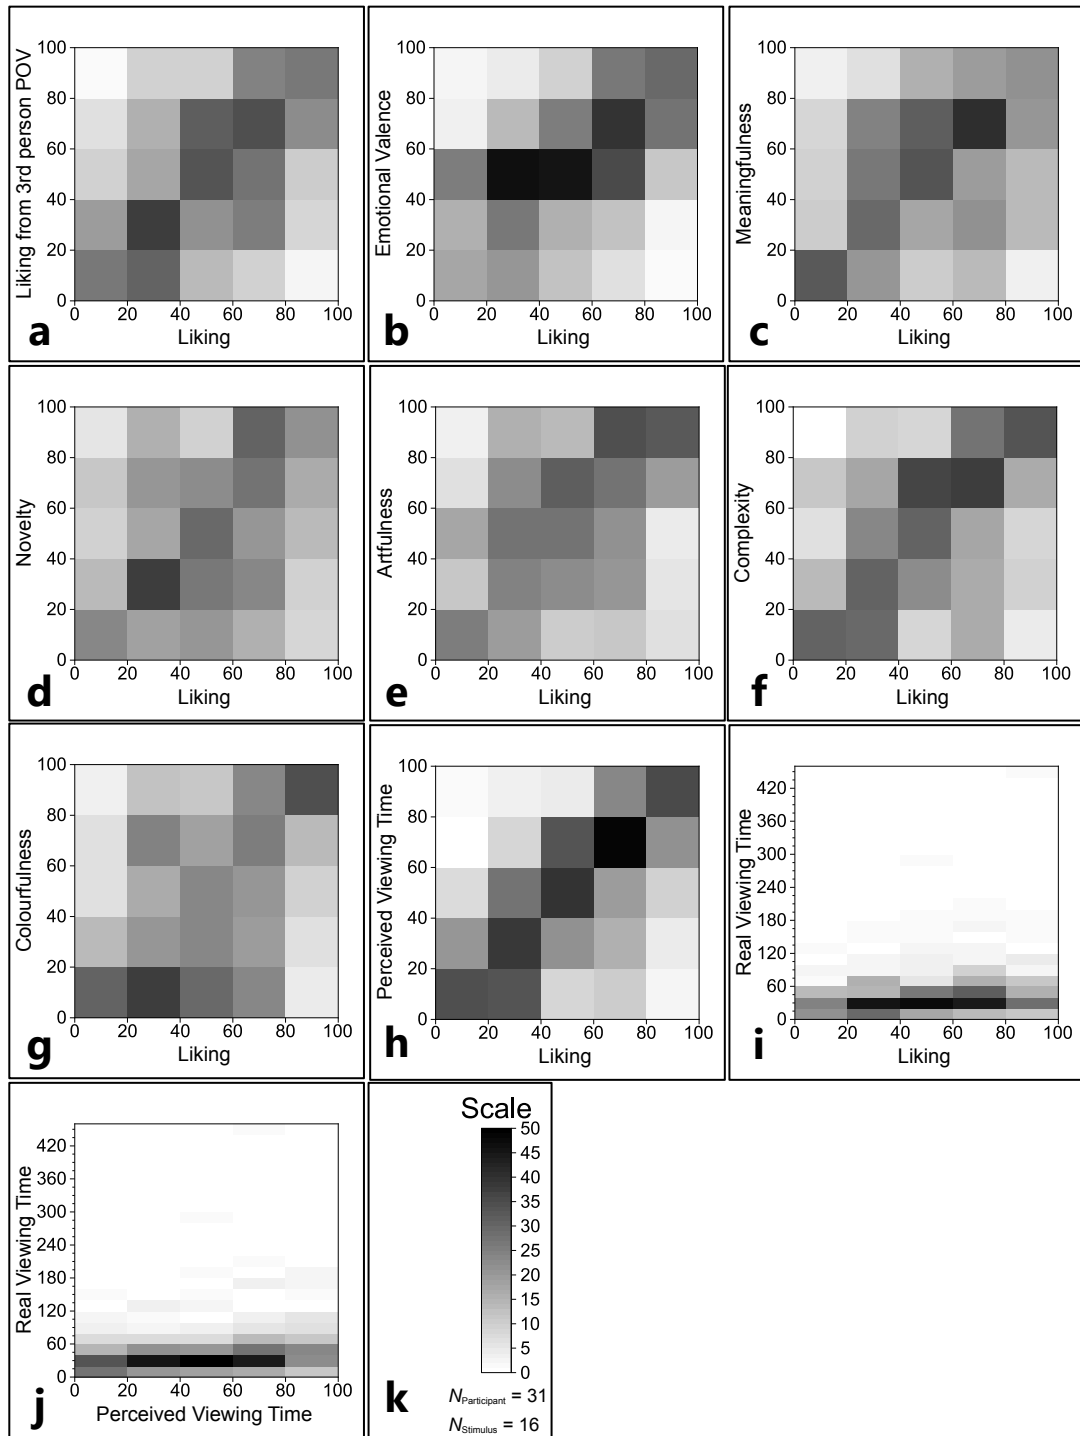 100
80
60
40
20
0
0 20 40 60 80 100
Liking from 3rd person POV
Liking
a
100
80
60
40
20
0
0 20 40 60 80 100
Emotional Valence
Liking
b
100
80
60
40
20
0
0 20 40 60 80 100
Meaningfulness
Liking
c
100
80
60
40
20
0
0 20 40 60 80 100
Novelty
Liking
d
100
80
60
40
20
0
0 20 40 60 80 100
Artfulness
Liking
e
100
80
60
40
20
0
0 20 40 60 80 100
Complexity
Liking
f
100
80
60
40
20
0
0 20 40 60 80 100
Colourfulness
Liking
g
100
80
60
40
20
0
0 20 40 60 80 100
Perceived Viewing Time
Liking
h
420
360
300
240
180
120
60
0
0 20 40 60 80 100
Real Viewing Time
Liking
i
420
360
300
240
180
120
60
0
0 20 40 60 80 100
Real Viewing Time
Perceived Viewing Time
j
Scale
50
45
40
35
30
25
20
15
10
5
0
k
NParticipant = 31
NStimulus = 16